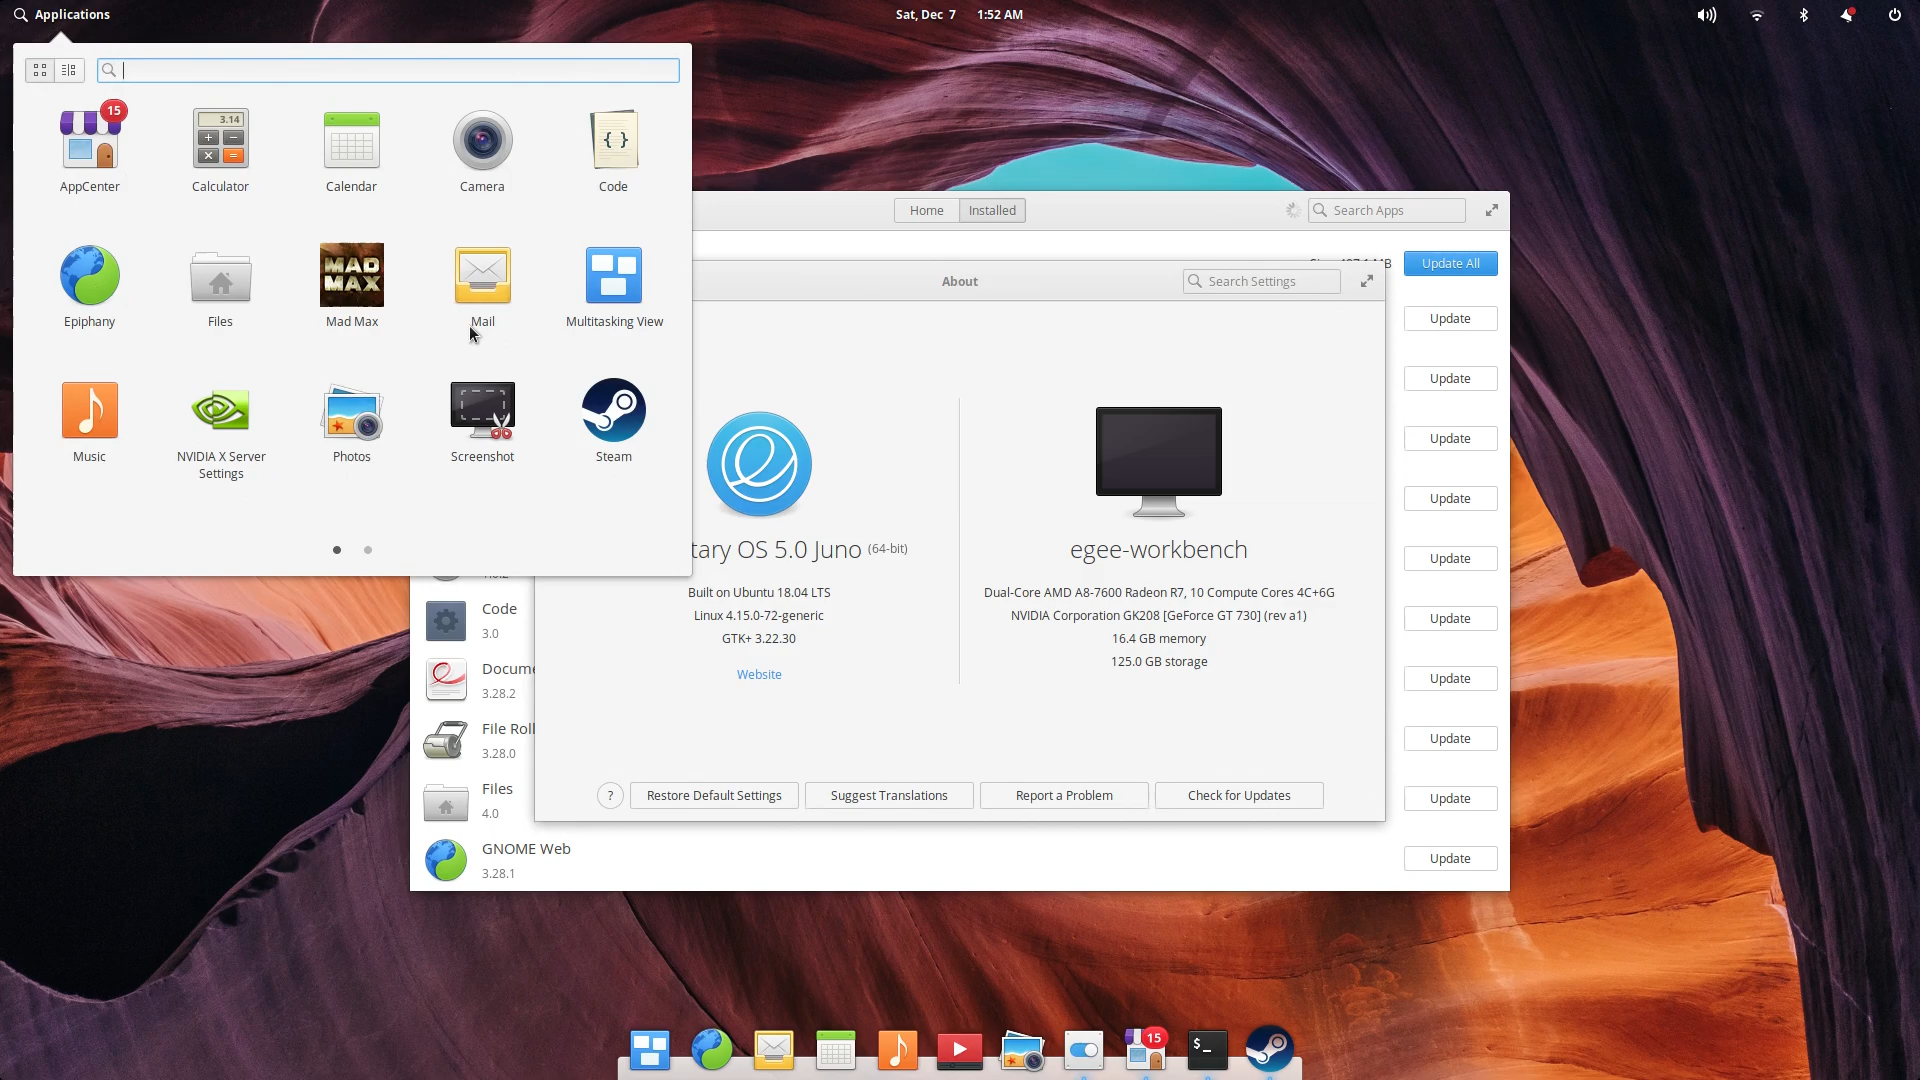 Applications
Sat, Dec 7 1:52 AM
15
3.14
AppCenter
Calculator
Calendar
Camera
{ }
Code
MAD
MAX
Epiphany
Files
Mad Max
Mail
Multitasking View
Music
NVIDIA X Server
Settings
Photos
Screenshot
Steam
Home
Installed
Search Apps
Update All
About
Search Settings
Update
Update
Update
Update
Update
Update
Update
Update
Update
Update
tary OS 5.0 Juno (64-bit)
Built on Ubuntu 18.04 LTS
Linux 4.15.0-72-generic
GTK+ 3.22.30
Website
egee-workbench
Dual-Core AMD A8-7600 Radeon R7, 10 Compute Cores 4C+6G
NVIDIA Corporation GK208 [GeForce GT 730] (rev a1)
16.4 GB memory
125.0 GB storage
?
Restore Default Settings
Suggest Translations
Report a Problem
Check for Updates
Code
3.0
Docume
3.28.2
File Roll
3.28.0
Files
4.0
GNOME Web
3.28.1
15
$_